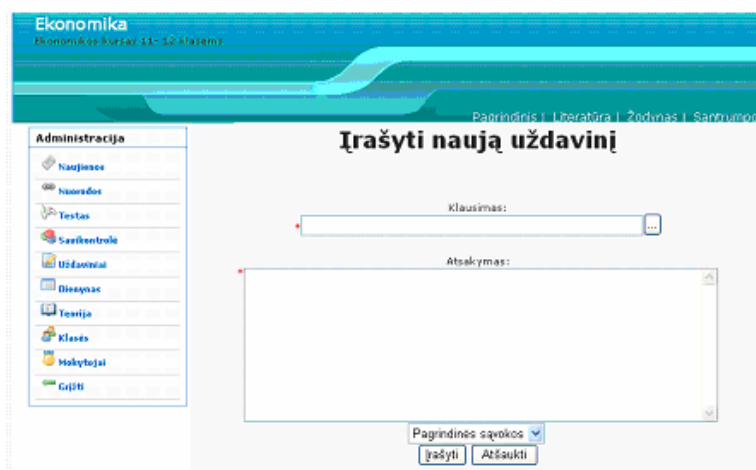 Ekonomika
Ekonomikos kursas 11- 12 klasems
Pagrindinis | Literatūra | Žodynas | Santrumpo
Administracija
Naujienos
Nuorodos
Testas
Savikontrolė
Uždaviniai
Dienynas
Teorija
Klasės
Mokytojai
Grįžti
Įrašyti naują uždavinį
Klausimas:
*
...
Atsakymas:
*
Pagrindinės sąvokos
Įrašyti Atšaukti